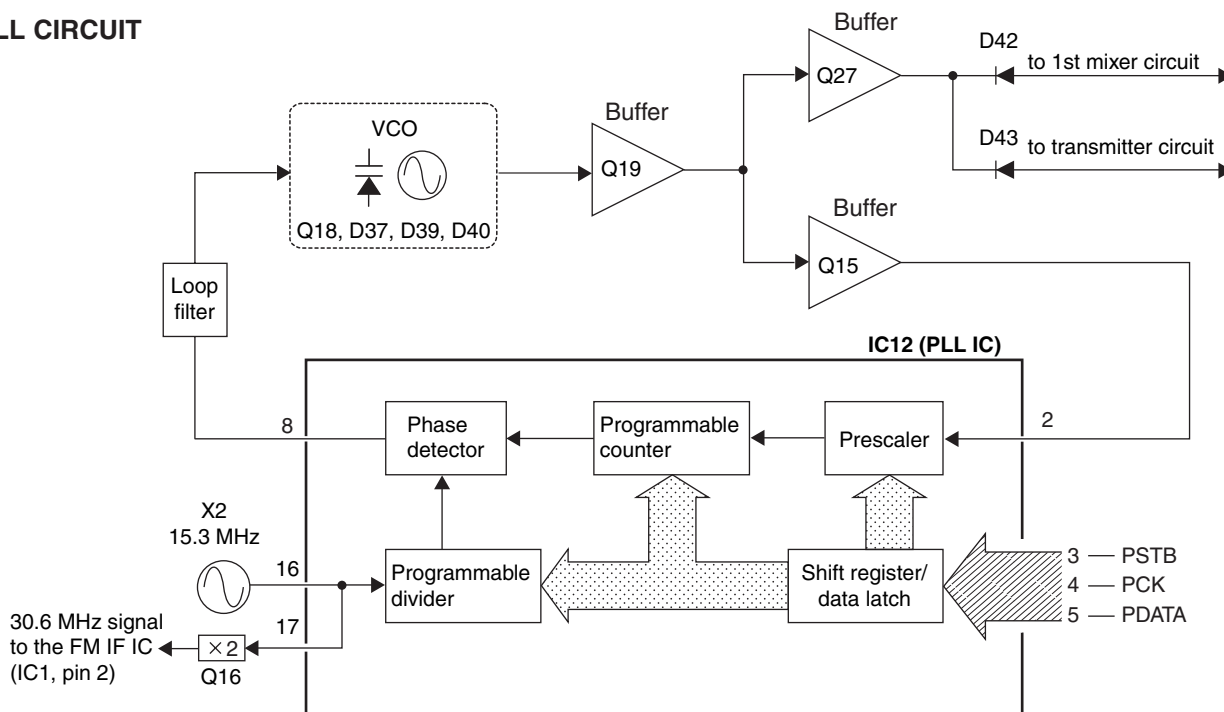 LL CIRCUIT
Buffer
Q27
D42
to 1st mixer circuit
D43
to transmitter circuit
VCO
Q18, D37, D39, D40
Buffer
Q19
Buffer
Q15
Loop
filter
IC12 (PLL IC)
8
Phase
detector
Programmable
counter
Prescaler
2
X2
15.3 MHz
16
17
Programmable
divider
Shift register/
data latch
3 — PSTB
4 — PCK
5 — PDATA
30.6 MHz signal
to the FM IF IC
(IC1, pin 2)
×2
Q16